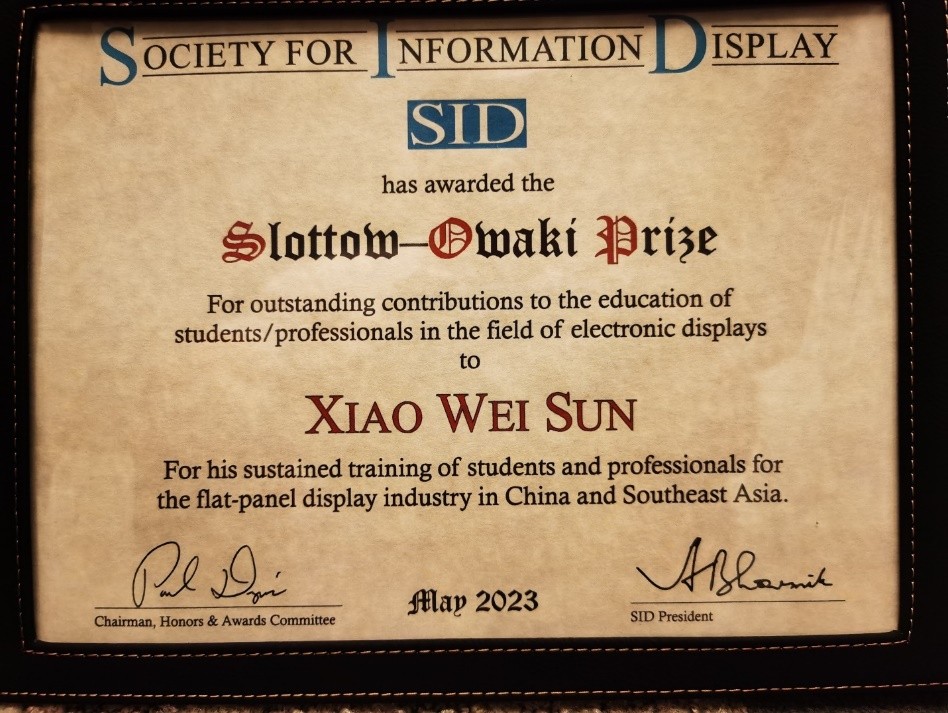 SOCIETY FOR INFORMATION DISPLAY
SID
has awarded the
Slottow–Owaki Prize
For outstanding contributions to the education of
students/professionals in the field of electronic displays
to
XIAO WEI SUN
For his sustained training of students and professionals for
the flat-panel display industry in China and Southeast Asia.
May 2023
Chairman, Honors & Awards Committee
SID President